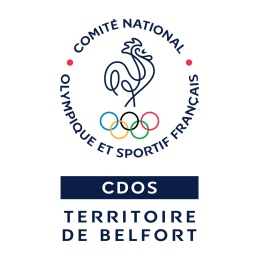 COMITÉ NATIONAL
OLYMPIQUE ET SPORTIF FRANÇAIS
CDOS
TERRITOIRE
DE BELFORT